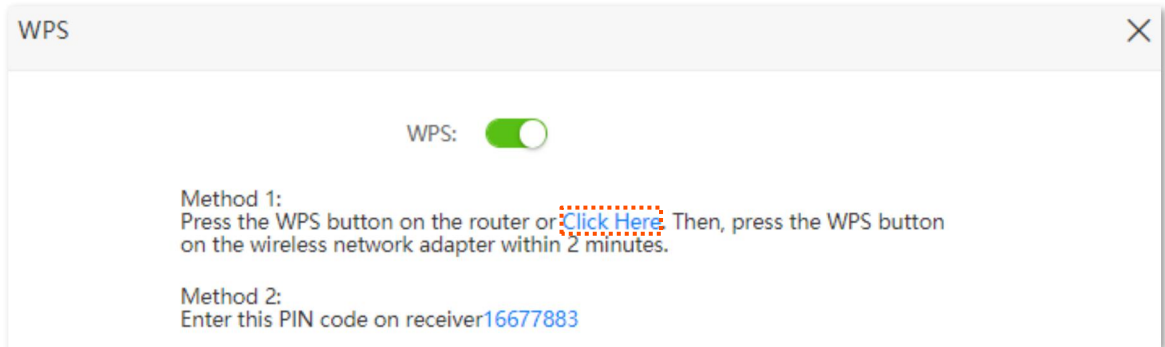 WPS
WPS:
Method 1:
Press the WPS button on the router or Click Here. Then, press the WPS button
on the wireless network adapter within 2 minutes.
Method 2:
Enter this PIN code on receiver16677883